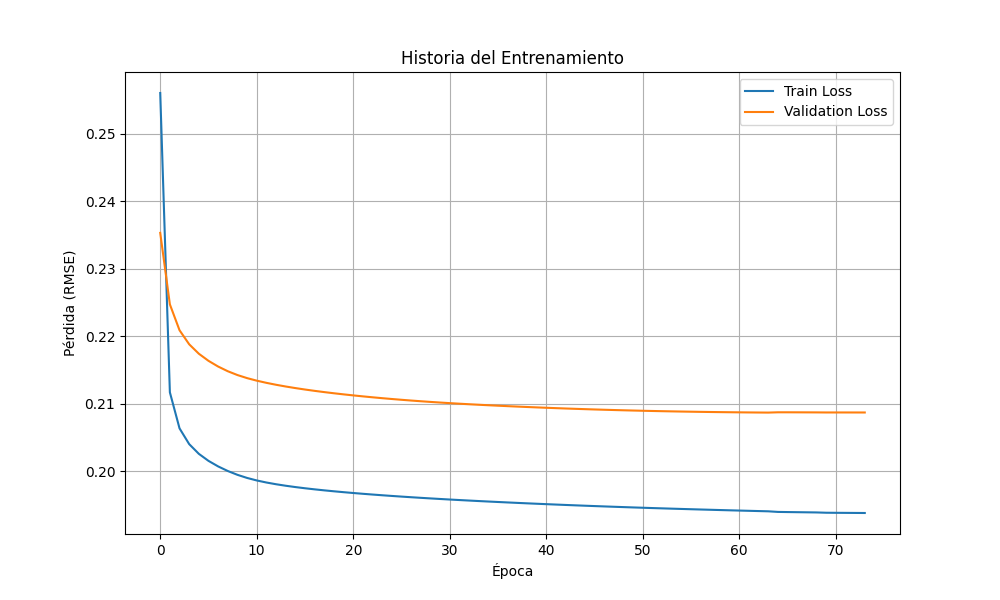 Historia del Entrenamiento
Train Loss
Validation Loss
Pérdida (RMSE)
0.25
0.24
0.23
0.22
0.21
0.20
0 10 20 30 40 50 60 70
Época